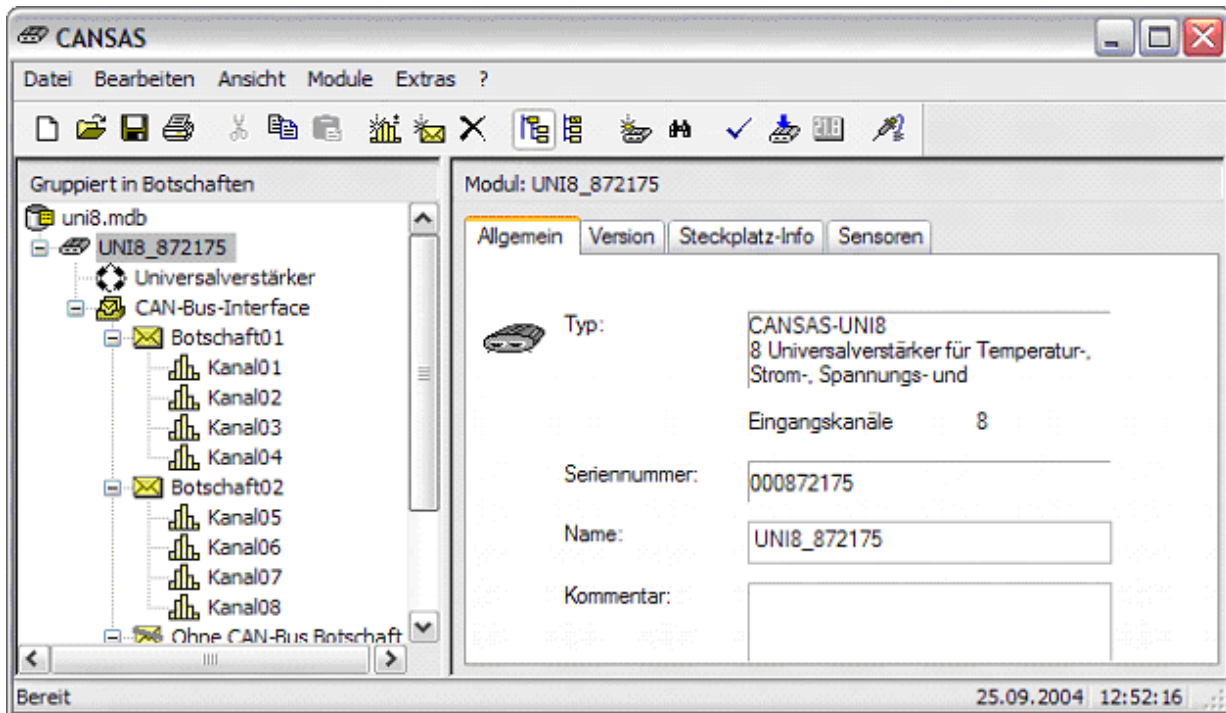 CANSAS
Datei Bearbeiten Ansicht Module Extras ?
Gruppiert in Botschaften
uni8.mdb
UNI8_872175
Universalverstärker
CAN-Bus-Interface
Botschaft01
Kanal01
Kanal02
Kanal03
Kanal04
Botschaft02
Kanal05
Kanal06
Kanal07
Kanal08
Ohne CAN-Bus Botschaft
Modul: UNI8_872175
Allgemein Version Steckplatz-Info Sensoren
Typ: CANSAS-UNI8
8 Universalverstärker für Temperatur-,
Strom-, Spannungs- und
Eingangskanäle 8
Seriennummer: 000872175
Name: UNI8_872175
Kommentar:
Bereit 25.09.2004 12:52:16